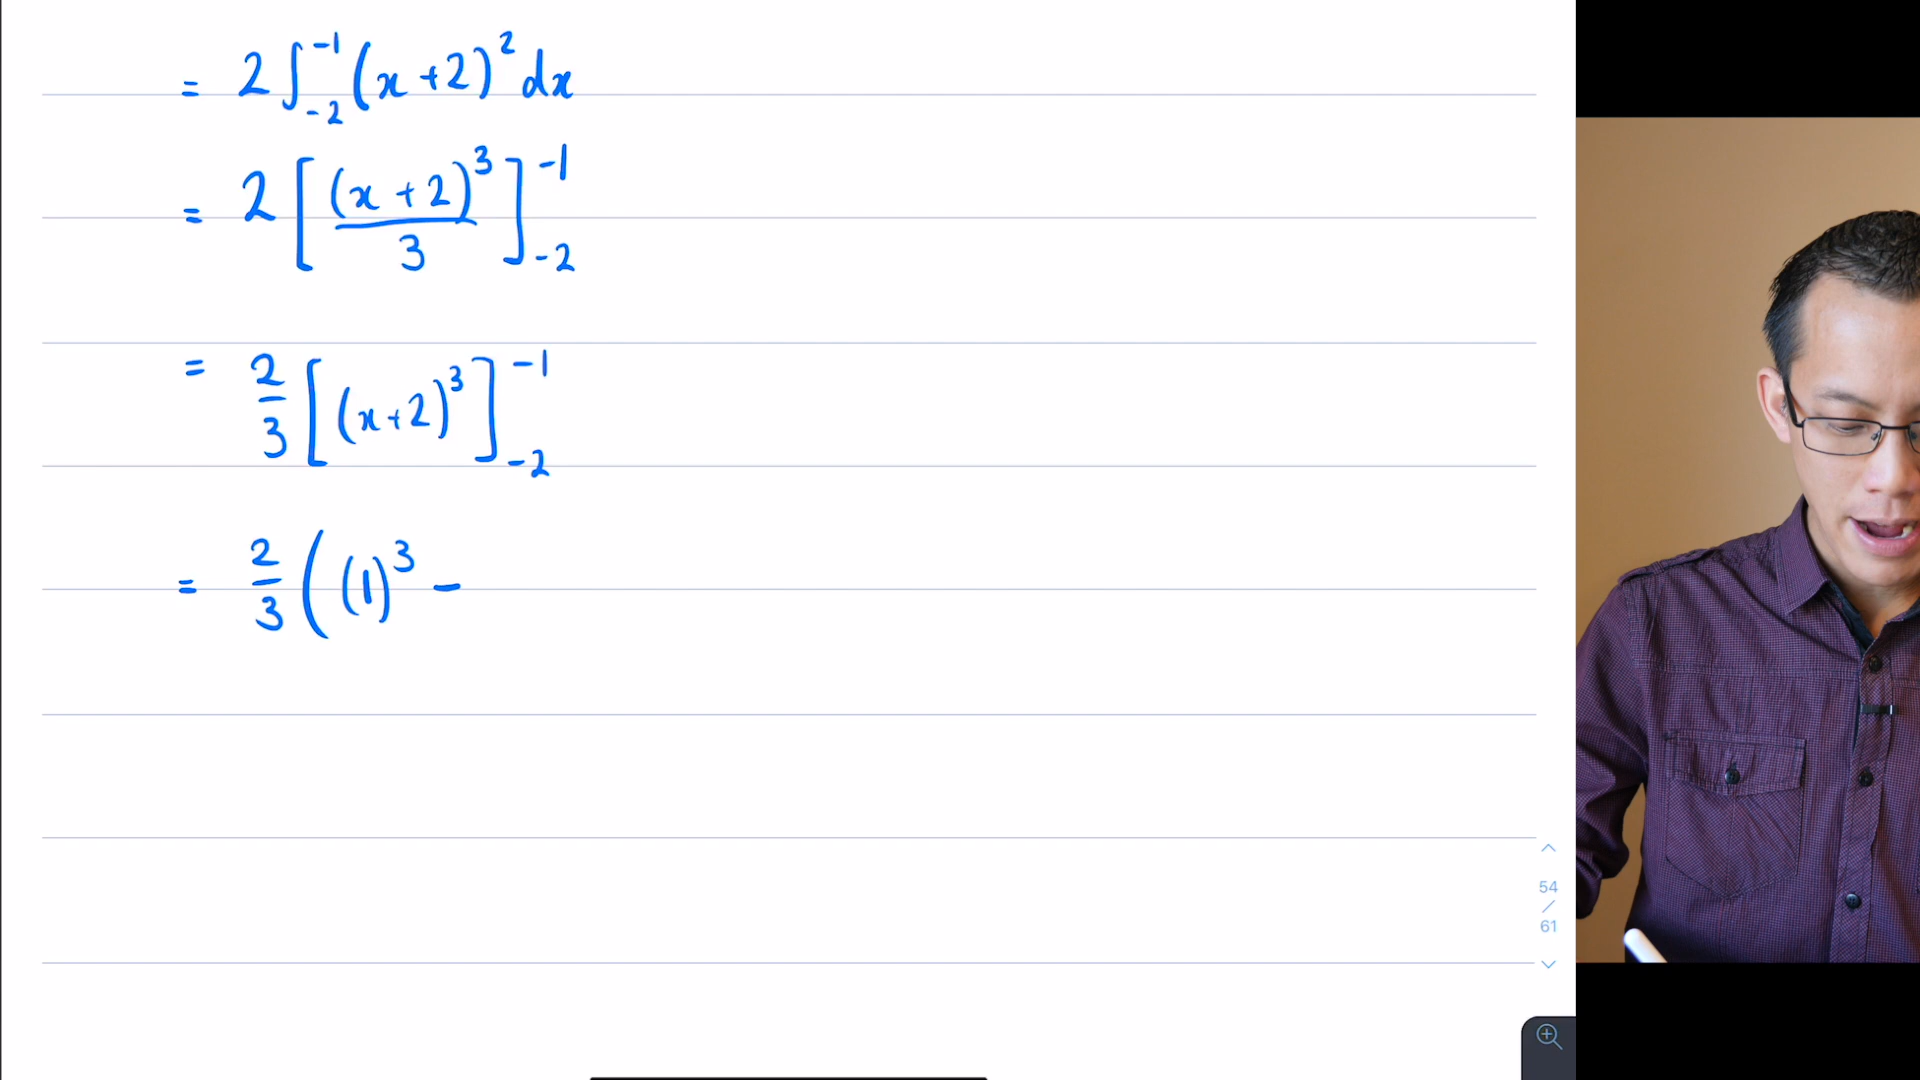 = 2 ∫_{-2}^{-1} (x+2)^2 dx
= 2 [ (x+2)^3 / 3 ]_{-2}^{-1}
= 2/3 [ (x+2)^3 ]_{-2}^{-1}
= 2/3 ( (1)^3 -
54
/
61